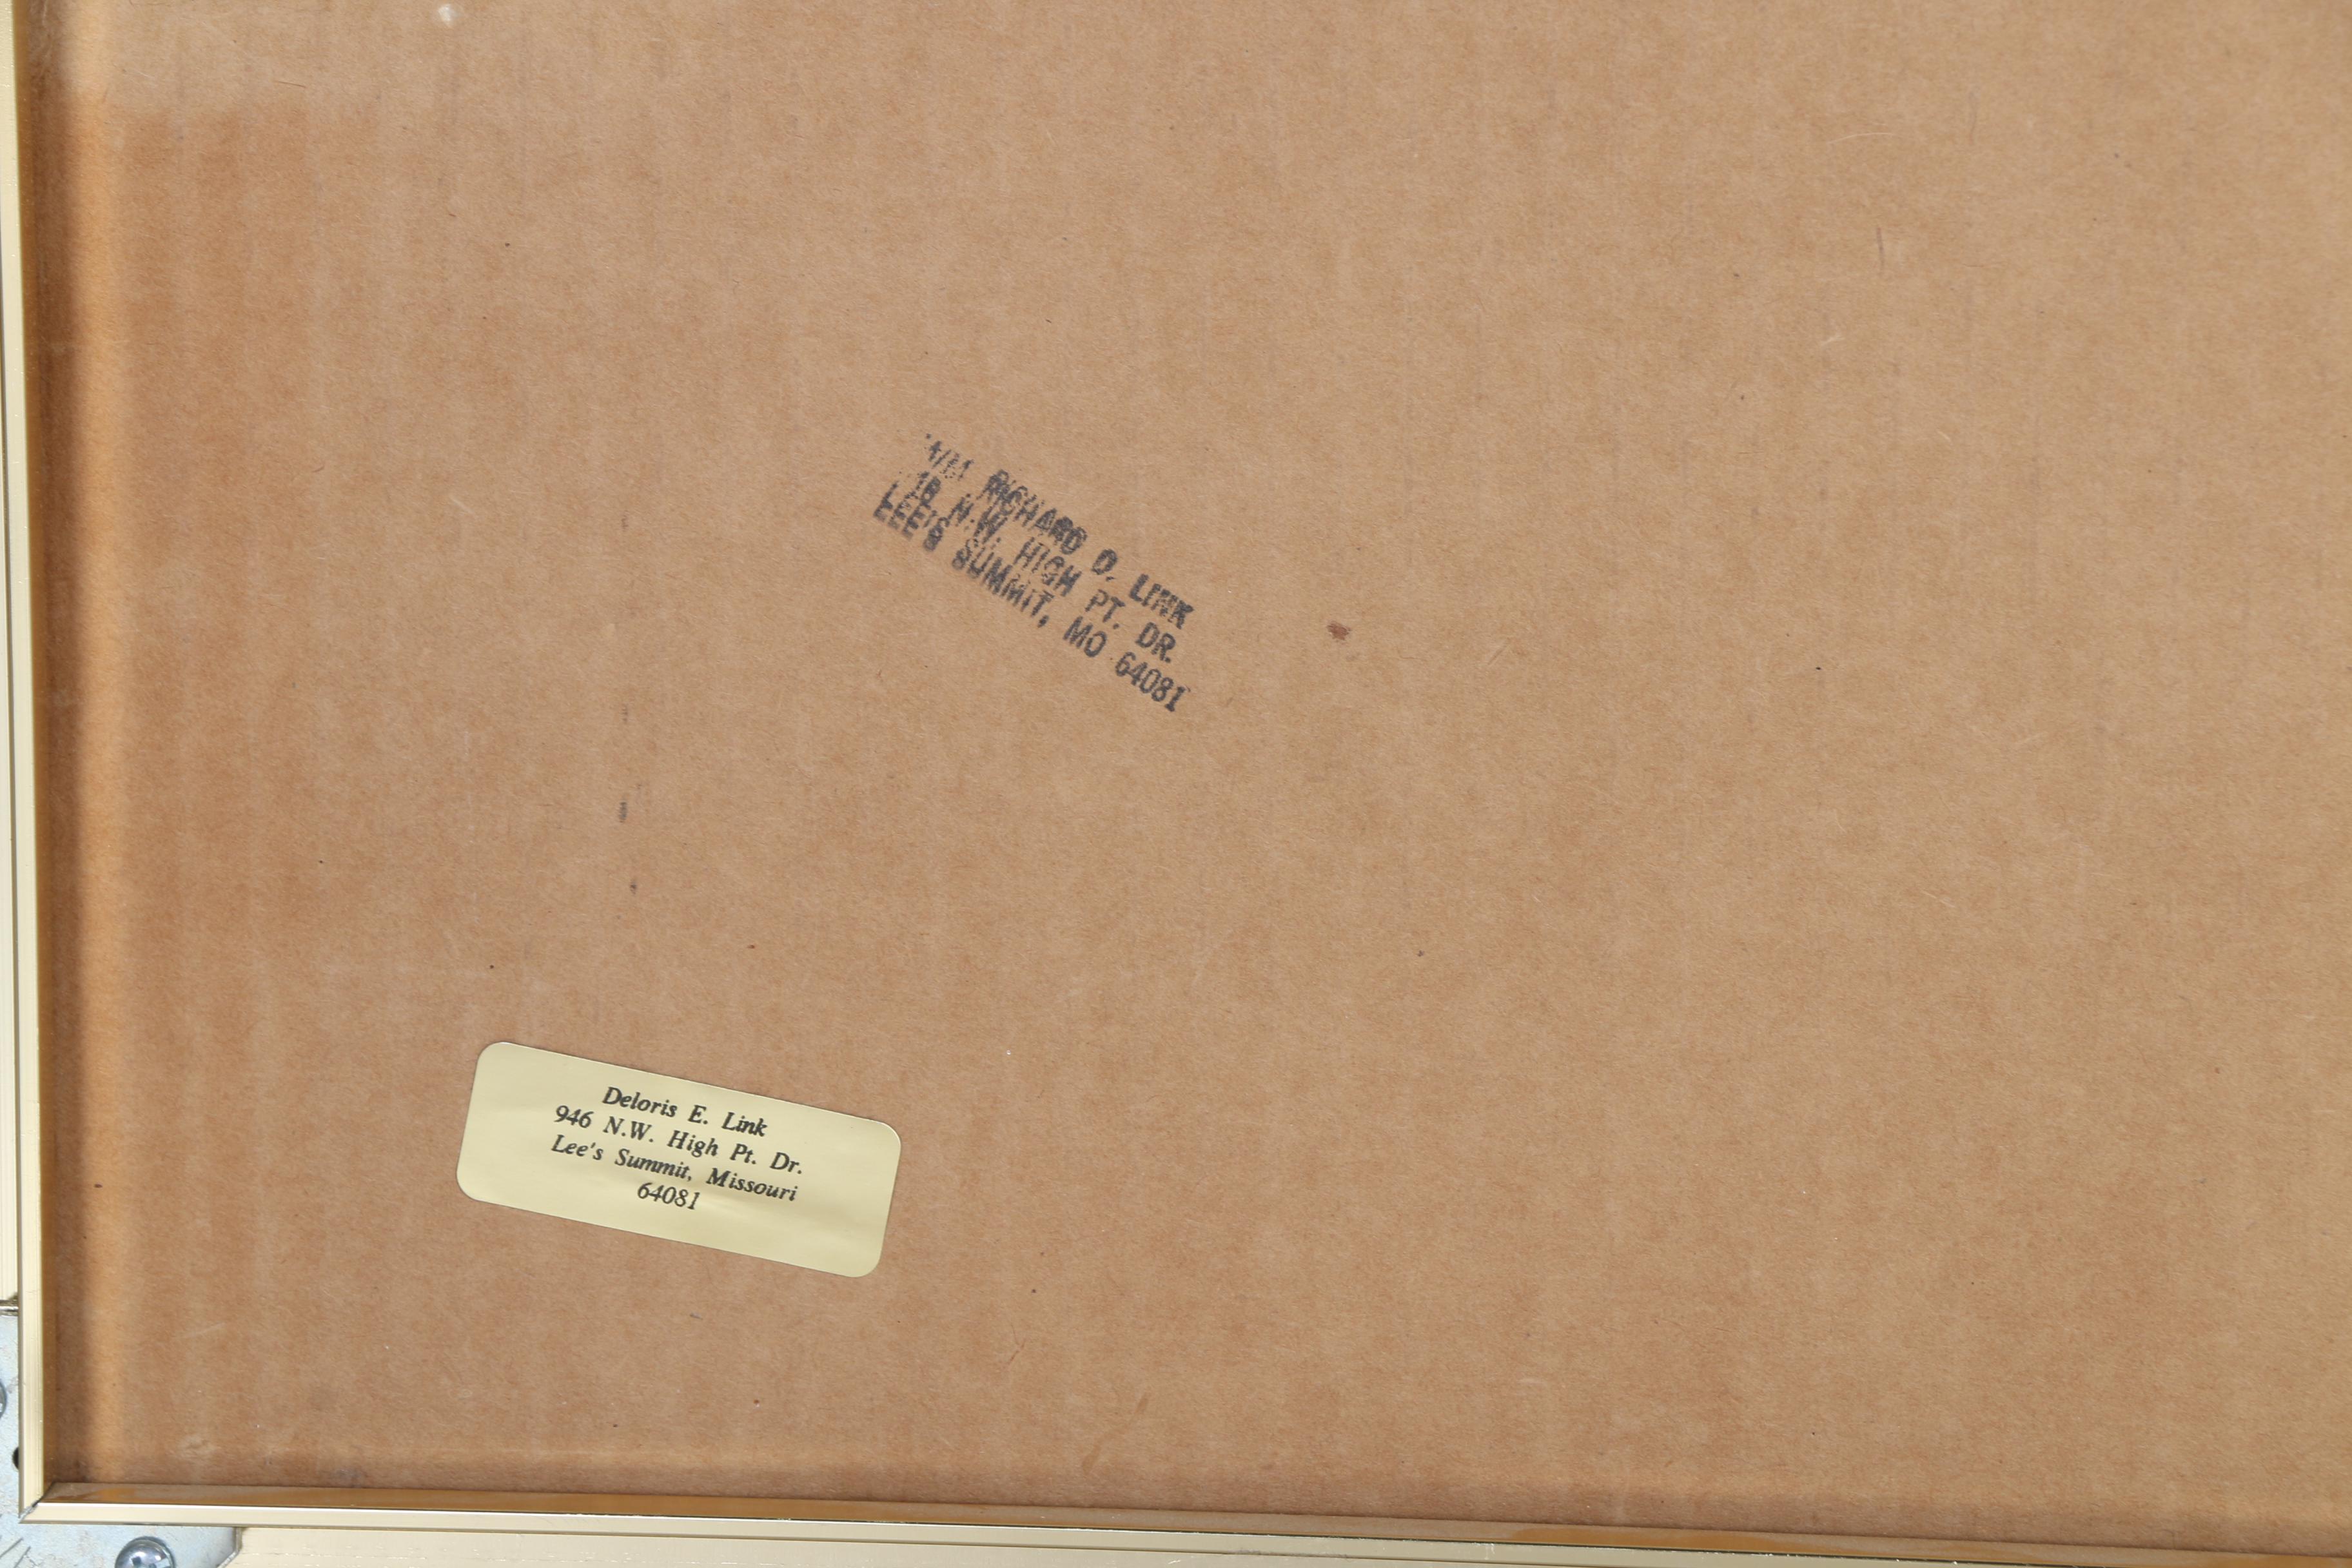 RICHARD D. LINK
N.W. HIGH PT. DR.
LEE'S SUMMIT, MO 64081
Deloris E. Link
946 N.W. High Pt. Dr.
Lee's Summit, Missouri
64081